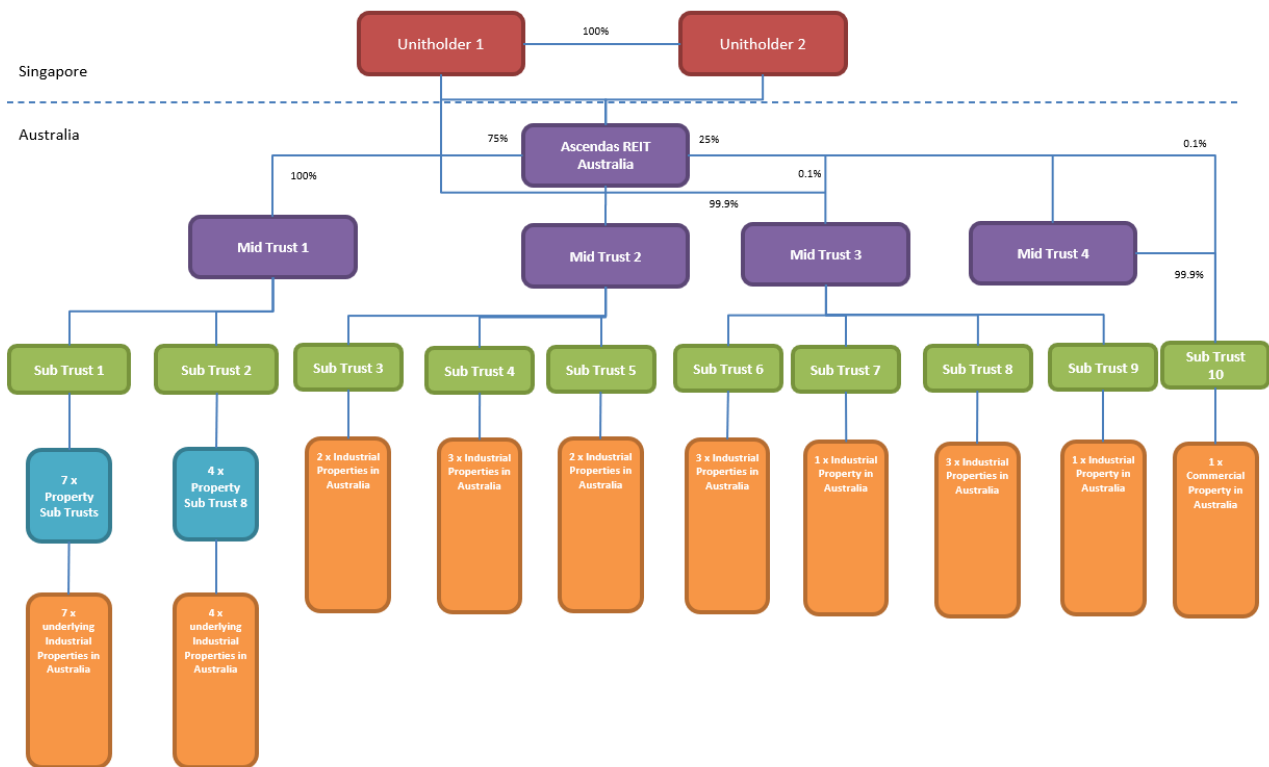 Unitholder 1
100%
Unitholder 2
Singapore
Australia
75%
Ascendas REIT
Australia
25%
0.1%
100%
0.1%
99.9%
Mid Trust 1
Mid Trust 2
Mid Trust 3
Mid Trust 4
99.9%
Sub Trust 1
Sub Trust 2
Sub Trust 3
Sub Trust 4
Sub Trust 5
Sub Trust 6
Sub Trust 7
Sub Trust 8
Sub Trust 9
Sub Trust
10
7 x
Property
Sub Trusts
4 x
Property
Sub Trust 8
2 x Industrial
Properties in
Australia
3 x Industrial
Properties in
Australia
2 x Industrial
Properties in
Australia
3 x Industrial
Properties in
Australia
1 x Industrial
Property in
Australia
3 x Industrial
Properties in
Australia
1 x Industrial
Property in
Australia
1 x
Commercial
Property in
Australia
7 x
underlying
Industrial
Properties in
Australia
4 x
underlying
Industrial
Properties in
Australia